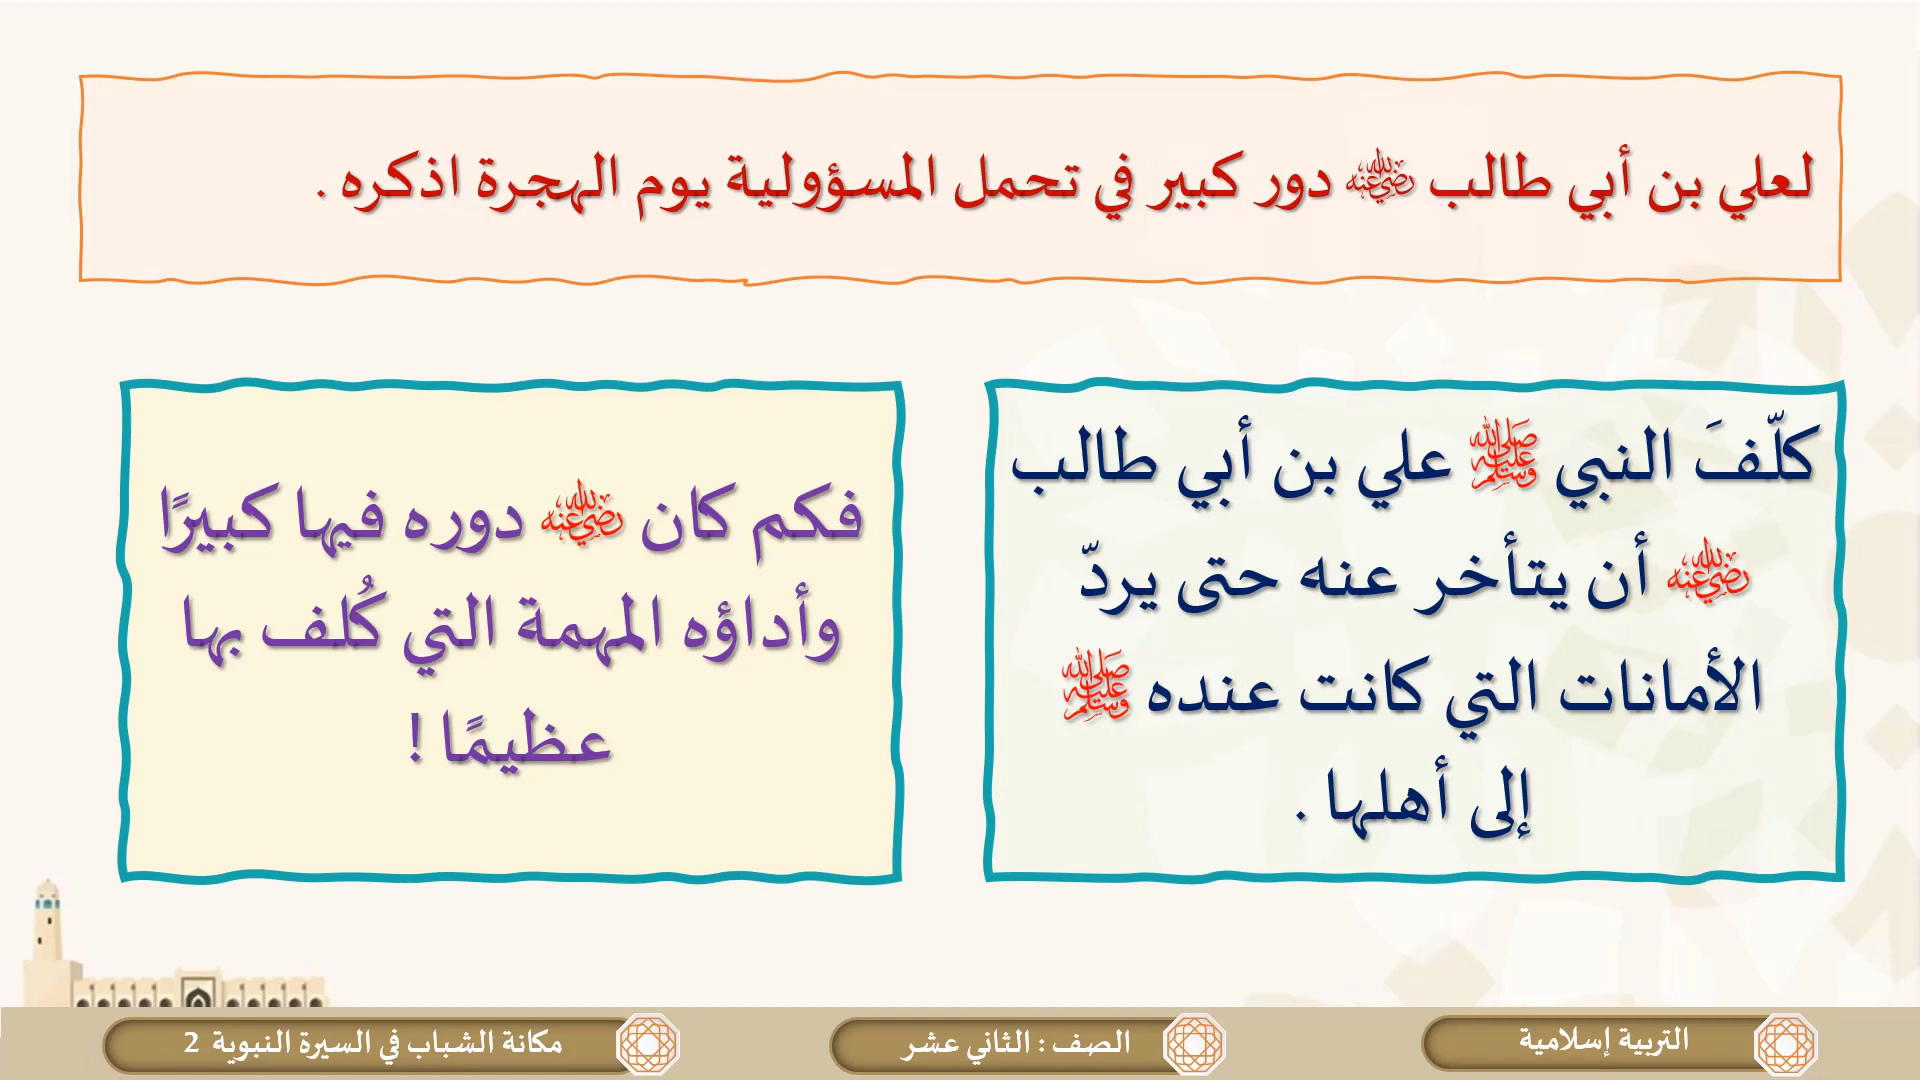 لعلي بن أبي طالب ﵁ دور كبير في تحمل المسؤولية يوم الهجرة اذكره .
كلّفَ النبي ﷺ علي بن أبي طالب
﵁ أن يتأخر عنه حتى يردّ
الأمانات التي كانت عنده ﷺ
إلى أهلها .
فكم كان ﵁ دوره فيها كبيرًا
وأداؤه المهمة التي كُلف بها
عظيمًا !
التربية إسلامية
الصف : الثاني عشر
مكانة الشباب في السيرة النبوية 2